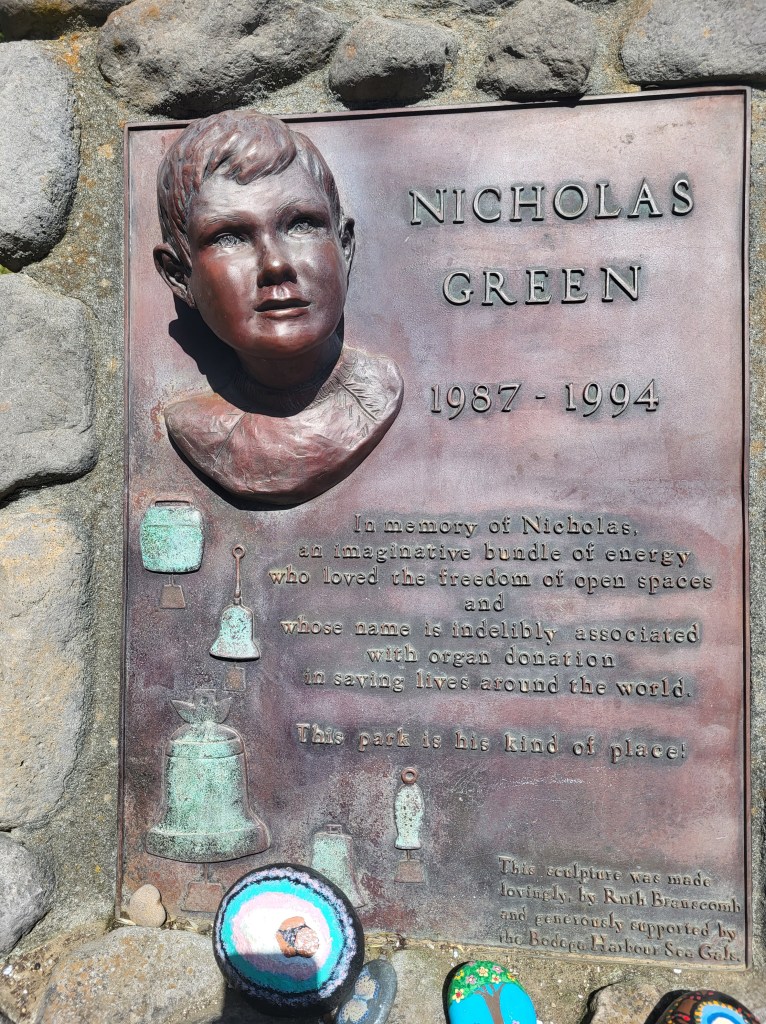 NICHOLAS
GREEN
1987 - 1994
In memory of Nicholas,
an imaginative bundle of energy
who loved the freedom of open spaces
and
whose name is indelibly associated
with organ donation
in saving lives around the world.
This park is his kind of place!
This sculpture was made
lovingly, by Ruth Branscomb
and generously supported by
the Bodega Harbour Sea Gals.